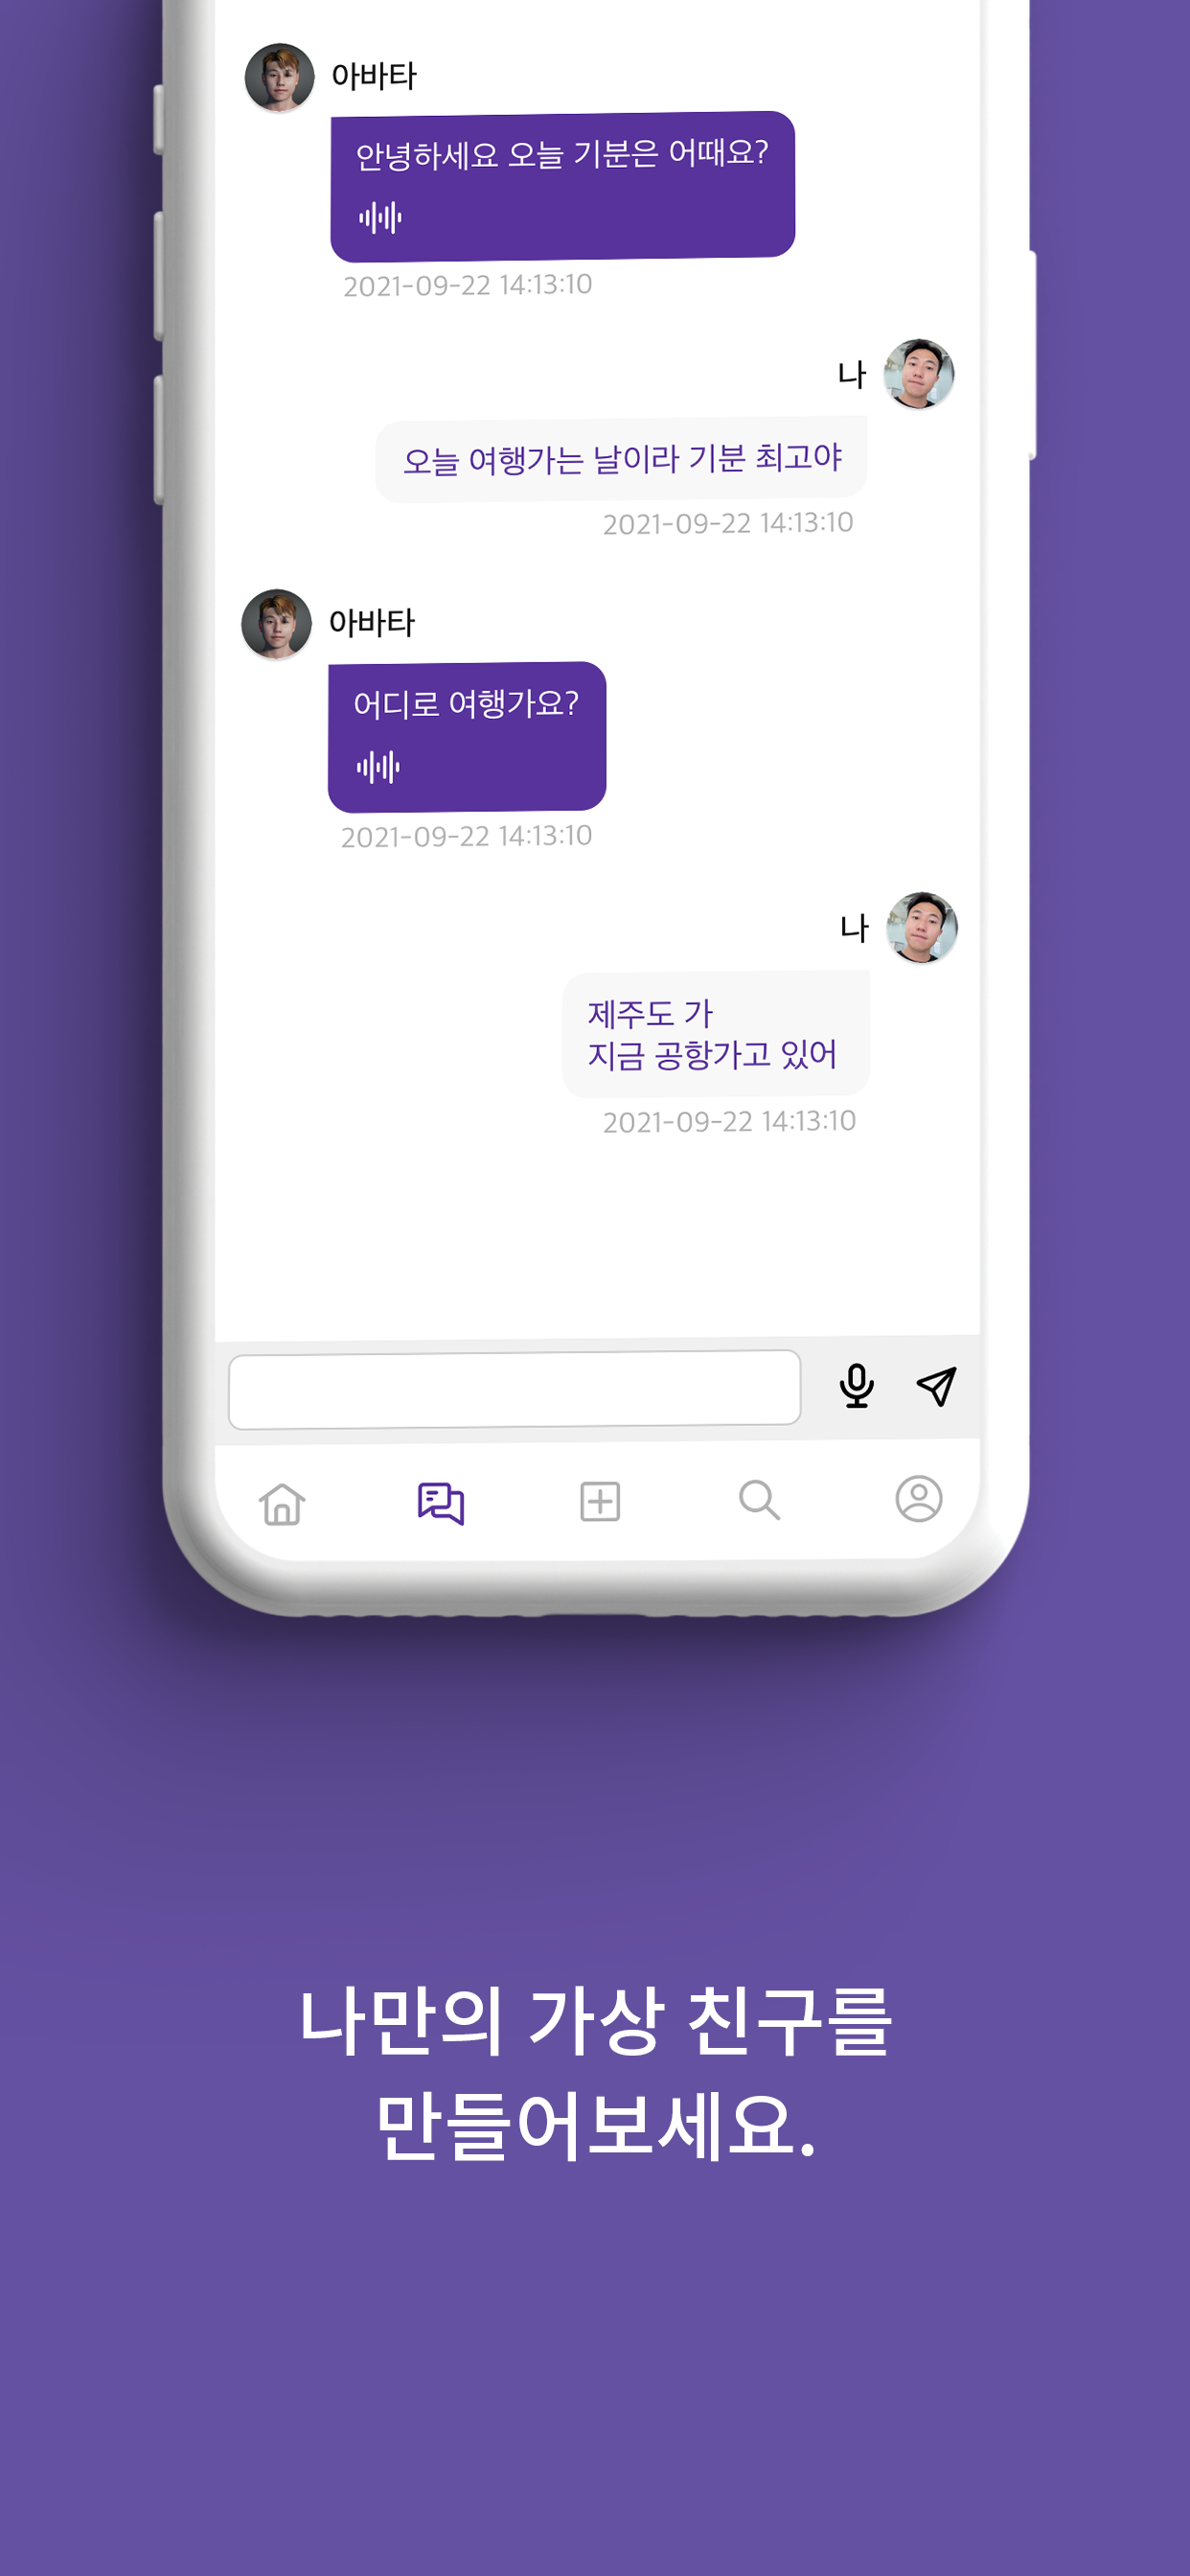 아바타
안녕하세요 오늘 기분은 어때요?
2021-09-22 14:13:10
나
오늘 여행가는 날이라 기분 최고야
2021-09-22 14:13:10
아바타
어디로 여행가요?
2021-09-22 14:13:10
나
제주도 가
지금 공항가고 있어
2021-09-22 14:13:10
나만의 가상 친구를
만들어보세요.